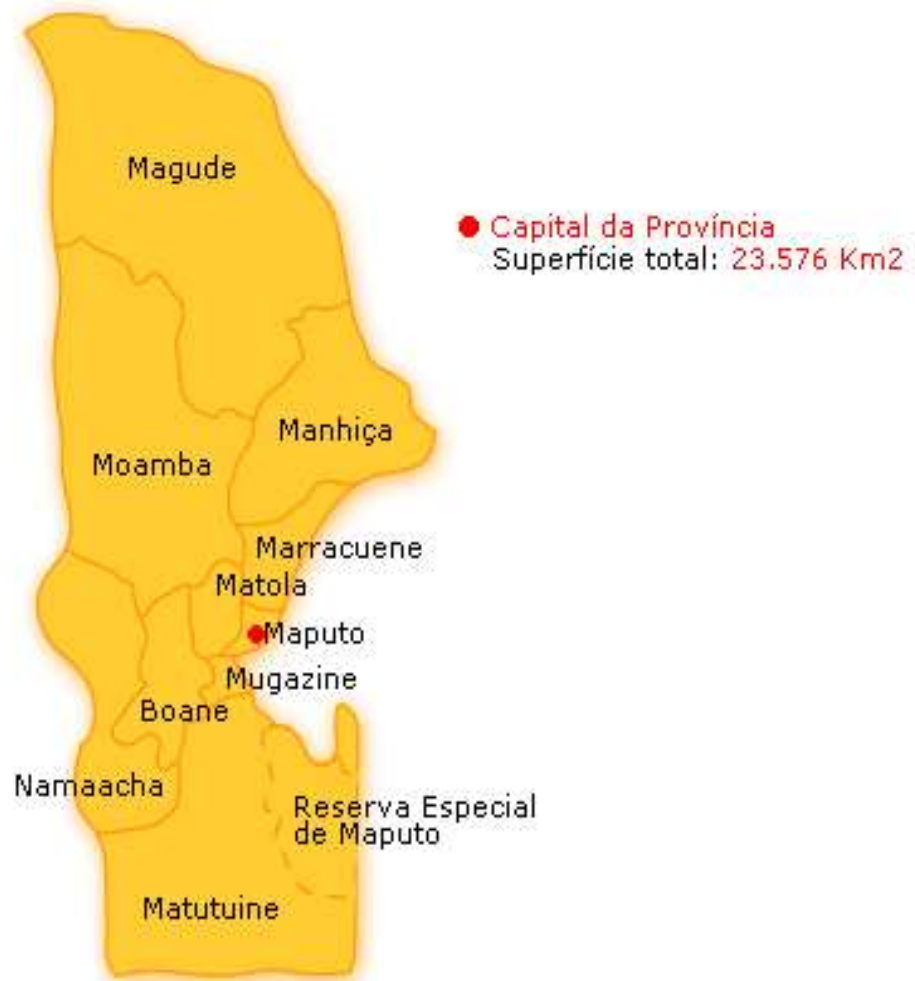 Magude
Capital da Província
Superfície total: 23.576 Km2
Manhiça
Moamba
Marracuene
Matola
Maputo
Mugazine
Boane
Namaacha
Reserva Especial
de Maputo
Matutuine